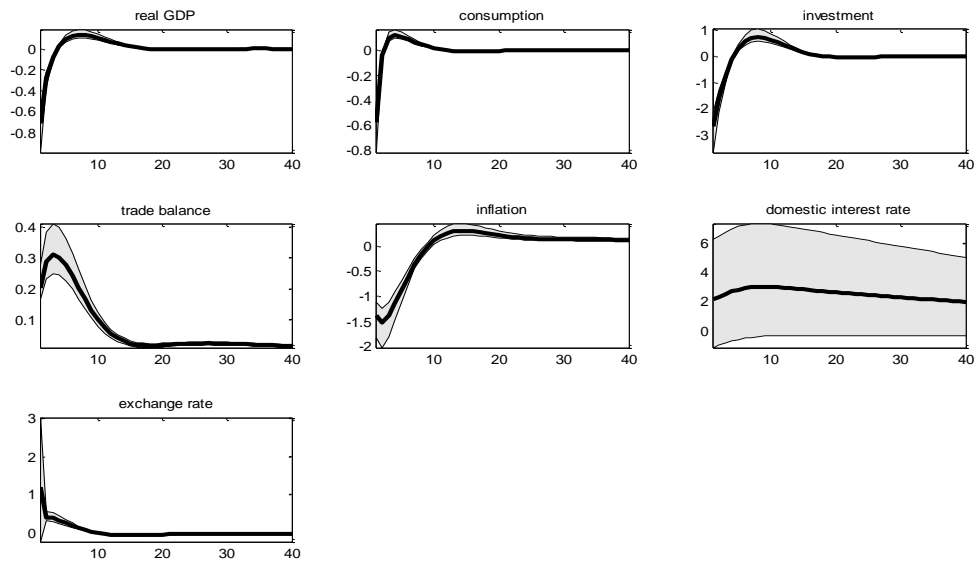 real GDP
0
-0.2
-0.4
-0.6
-0.8
10 20 30 40
consumption
0
-0.2
-0.4
-0.6
-0.8
10 20 30 40
investment
1
0
-1
-2
-3
10 20 30 40
trade balance
0.4
0.3
0.2
0.1
10 20 30 40
inflation
0
-0.5
-1
-1.5
-2
10 20 30 40
domestic interest rate
6
4
2
0
10 20 30 40
exchange rate
3
2
1
0
10 20 30 40